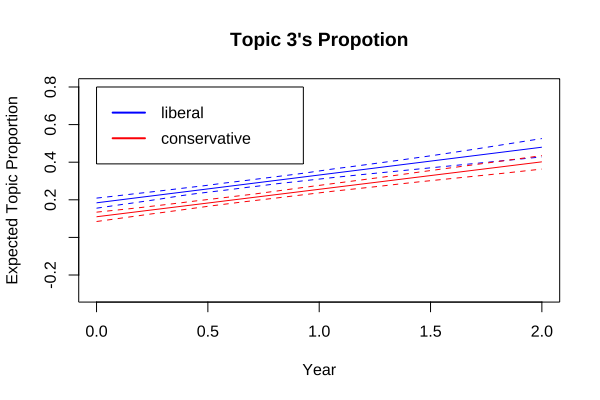 Topic 3's Propotion
Expected Topic Proportion
0.8
0.6
0.4
0.2
-0.2
liberal
conservative
0.0 0.5 1.0 1.5 2.0
Year